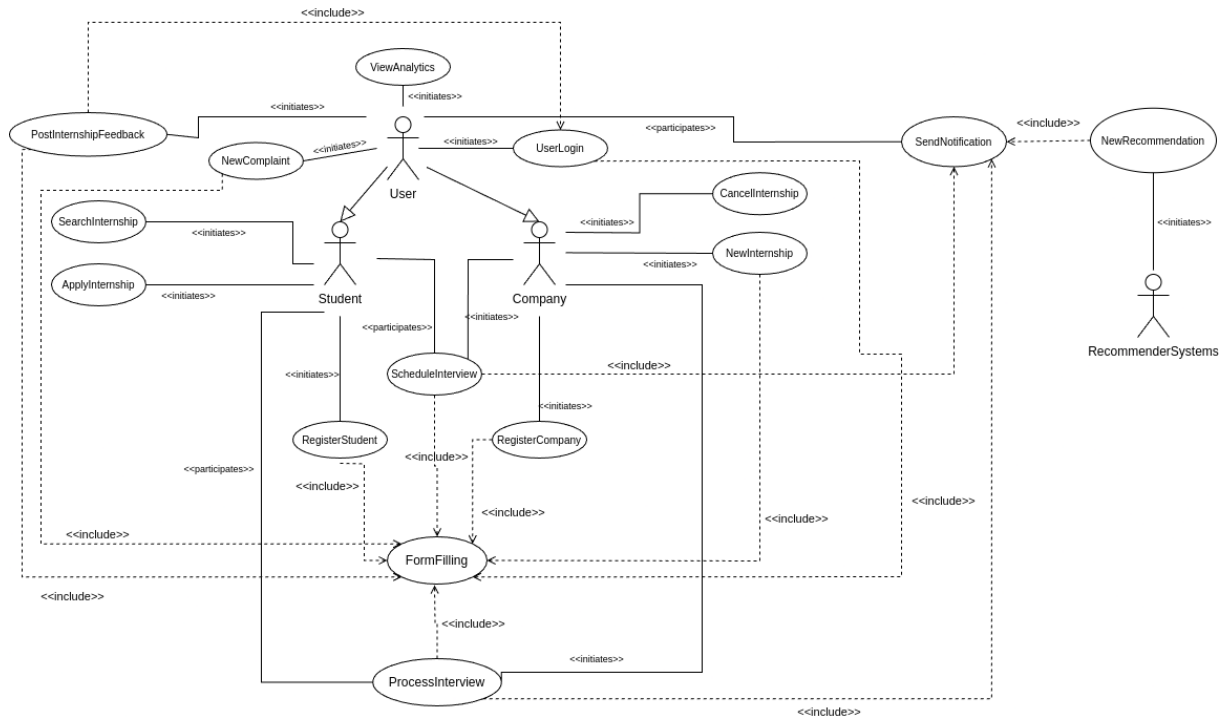 <<include>>
ViewAnalytics
<<initiates>>
<<initiates>>
PostInternshipFeedback
<<initiates>>
NewComplaint
<<initiates>>
UserLogin
<<participates>>
SendNotification
<<include>>
NewRecommendation
User
CancelInternship
<<initiates>>
SearchInternship
<<initiates>>
<<initiates>>
NewInternship
<<initiates>>
ApplyInternship
<<initiates>>
Student
Company
<<initiates>>
<<participates>>
RecommenderSystems
<<initiates>>
ScheduleInterview
<<include>>
<<initiates>>
RegisterStudent
RegisterCompany
<<participates>>
<<include>>
<<include>>
<<include>>
<<include>>
<<include>>
<<include>>
FormFilling
<<include>>
<<include>>
<<initiates>>
ProcessInterview
<<include>>